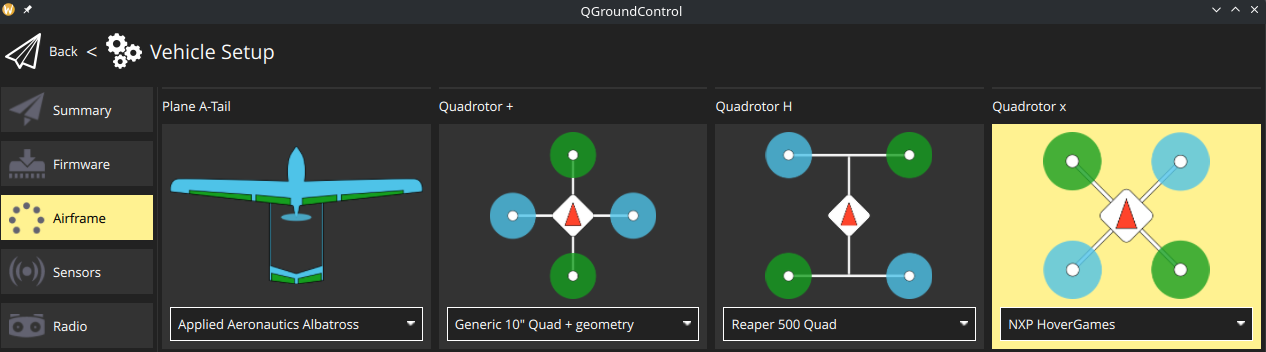 QGroundControl
Back < Vehicle Setup
Summary
Firmware
Airframe
Sensors
Radio
Plane A-Tail
Applied Aeronautics Albatross
Quadrotor +
Generic 10" Quad + geometry
Quadrotor H
Reaper 500 Quad
Quadrotor x
NXP HoverGames